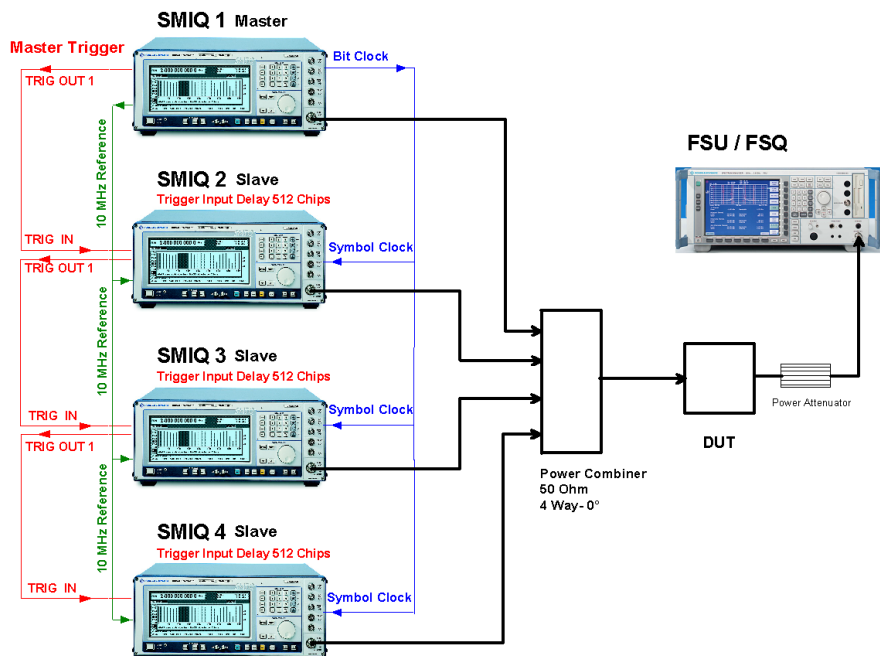 SMIQ 1 Master
Master Trigger
TRIG OUT 1
Bit Clock
10 MHz Reference
SMIQ 2 Slave
Trigger Input Delay 512 Chips
TRIG IN
TRIG OUT 1
Symbol Clock
10 MHz Reference
SMIQ 3 Slave
Trigger Input Delay 512 Chips
TRIG IN
TRIG OUT 1
Symbol Clock
10 MHz Reference
SMIQ 4 Slave
Trigger Input Delay 512 Chips
TRIG IN
Symbol Clock
Power Combiner
50 Ohm
4 Way- 0°
DUT
Power Attenuator
FSU / FSQ